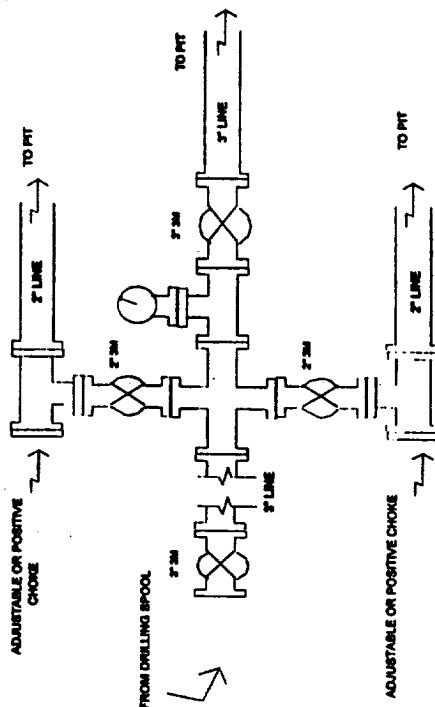 ADJUSTABLE OR POSITIVE
CHOKE
2" LINE
TO PIT
2" 3M
FROM DRILLING SPOOL
3" 3M
3" LINE
3" 3M
3" LINE
TO PIT
2" 3M
ADJUSTABLE OR POSITIVE CHOKE
2" LINE
TO PIT